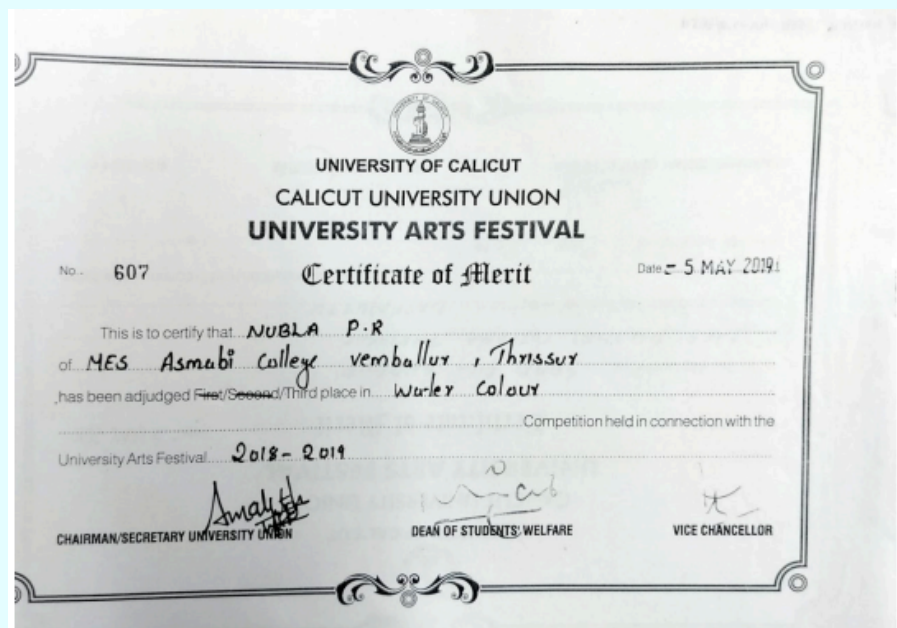 UNIVERSITY OF CALICUT
CALICUT UNIVERSITY UNION
UNIVERSITY ARTS FESTIVAL
No. 607 Certificate of Merit Date - 5 MAY 2019
This is to certify that NUBLA P.R
of MES Asmabi College vemballur, Thrissur
has been adjudged First/Second/Third place in Water Colour
Competition held in connection with the
University Arts Festival 2018-2019
CHAIRMAN/SECRETARY UNIVERSITY UNION DEAN OF STUDENTS' WELFARE VICE CHANCELLOR